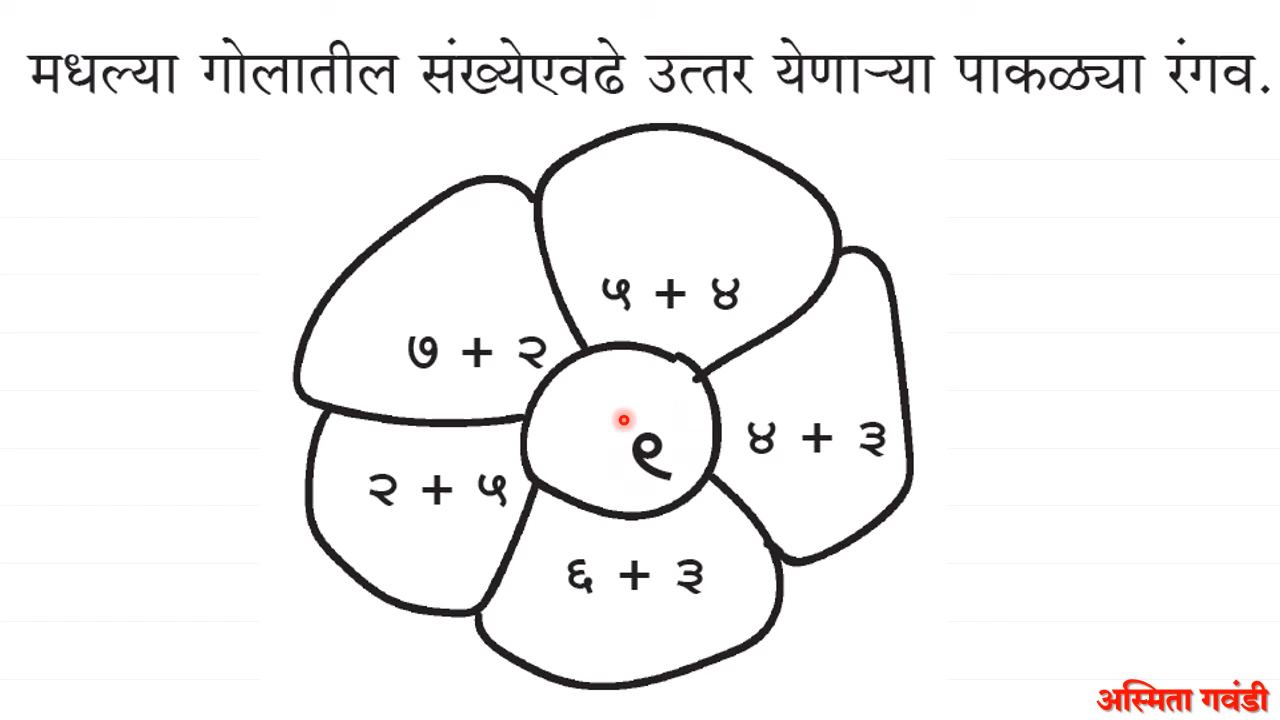 मधल्या गोलातील संख्येएवढे उत्तर येणाऱ्या पाकळ्या रंगव.
५ + ४
७ + २
९
४ + ३
२ + ५
६ + ३
अस्मिता गवंडी